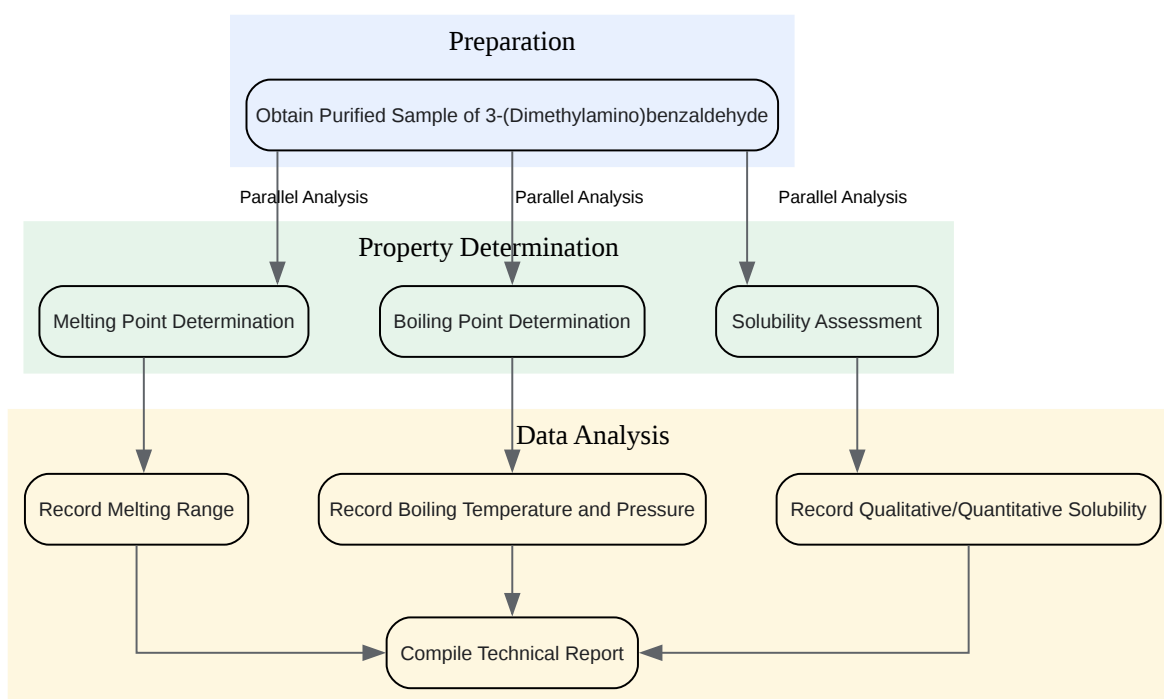 Preparation
Obtain Purified Sample of 3-(Dimethylamino)benzaldehyde
Parallel Analysis
Parallel Analysis
Parallel Analysis
Property Determination
Melting Point Determination
Boiling Point Determination
Solubility Assessment
Data Analysis
Record Melting Range
Record Boiling Temperature and Pressure
Record Qualitative/Quantitative Solubility
Compile Technical Report